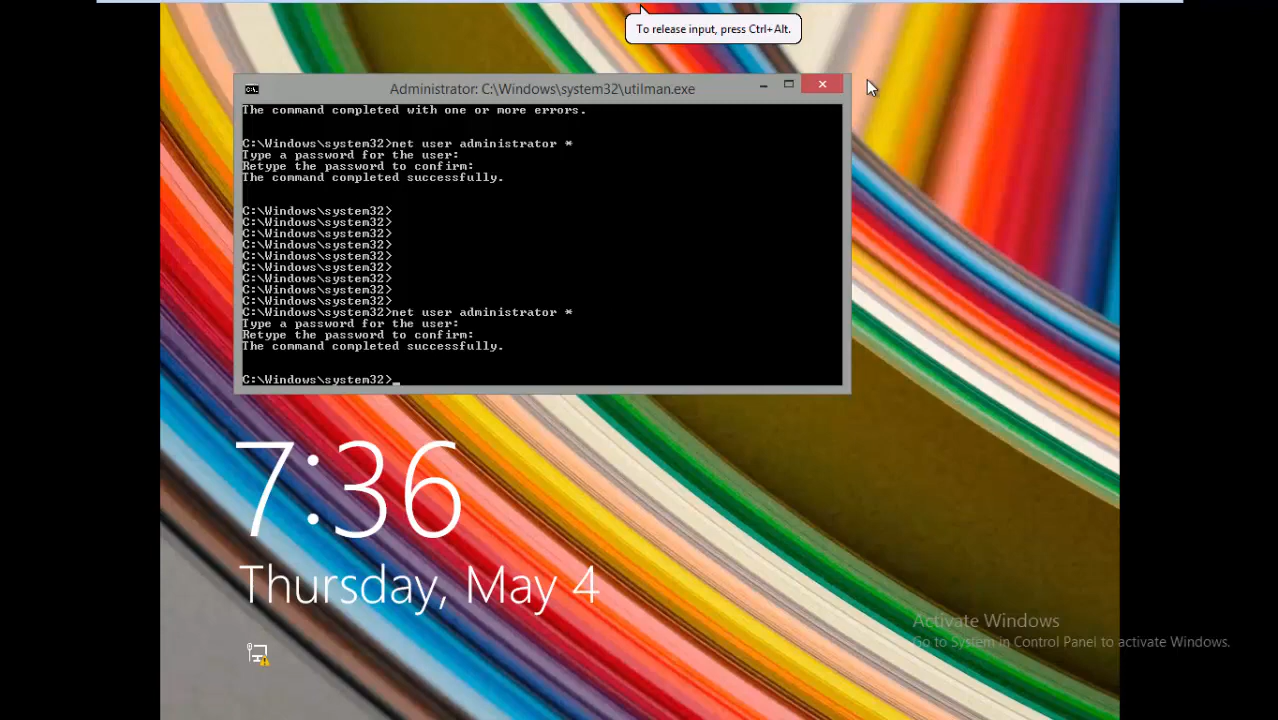 To release input, press Ctrl+Alt.
Administrator: C:\Windows\system32\utilman.exe
The command completed with one or more errors.
C:\Windows\system32>net user administrator *
Type a password for the user:
Retype the password to confirm:
The command completed successfully.
C:\Windows\system32>
C:\Windows\system32>
C:\Windows\system32>
C:\Windows\system32>
C:\Windows\system32>
C:\Windows\system32>
C:\Windows\system32>
C:\Windows\system32>
C:\Windows\system32>
C:\Windows\system32>net user administrator *
Type a password for the user:
Retype the password to confirm:
The command completed successfully.
C:\Windows\system32>_
7:36
Thursday, May 4
Activate Windows
Go to System in Control Panel to activate Windows.